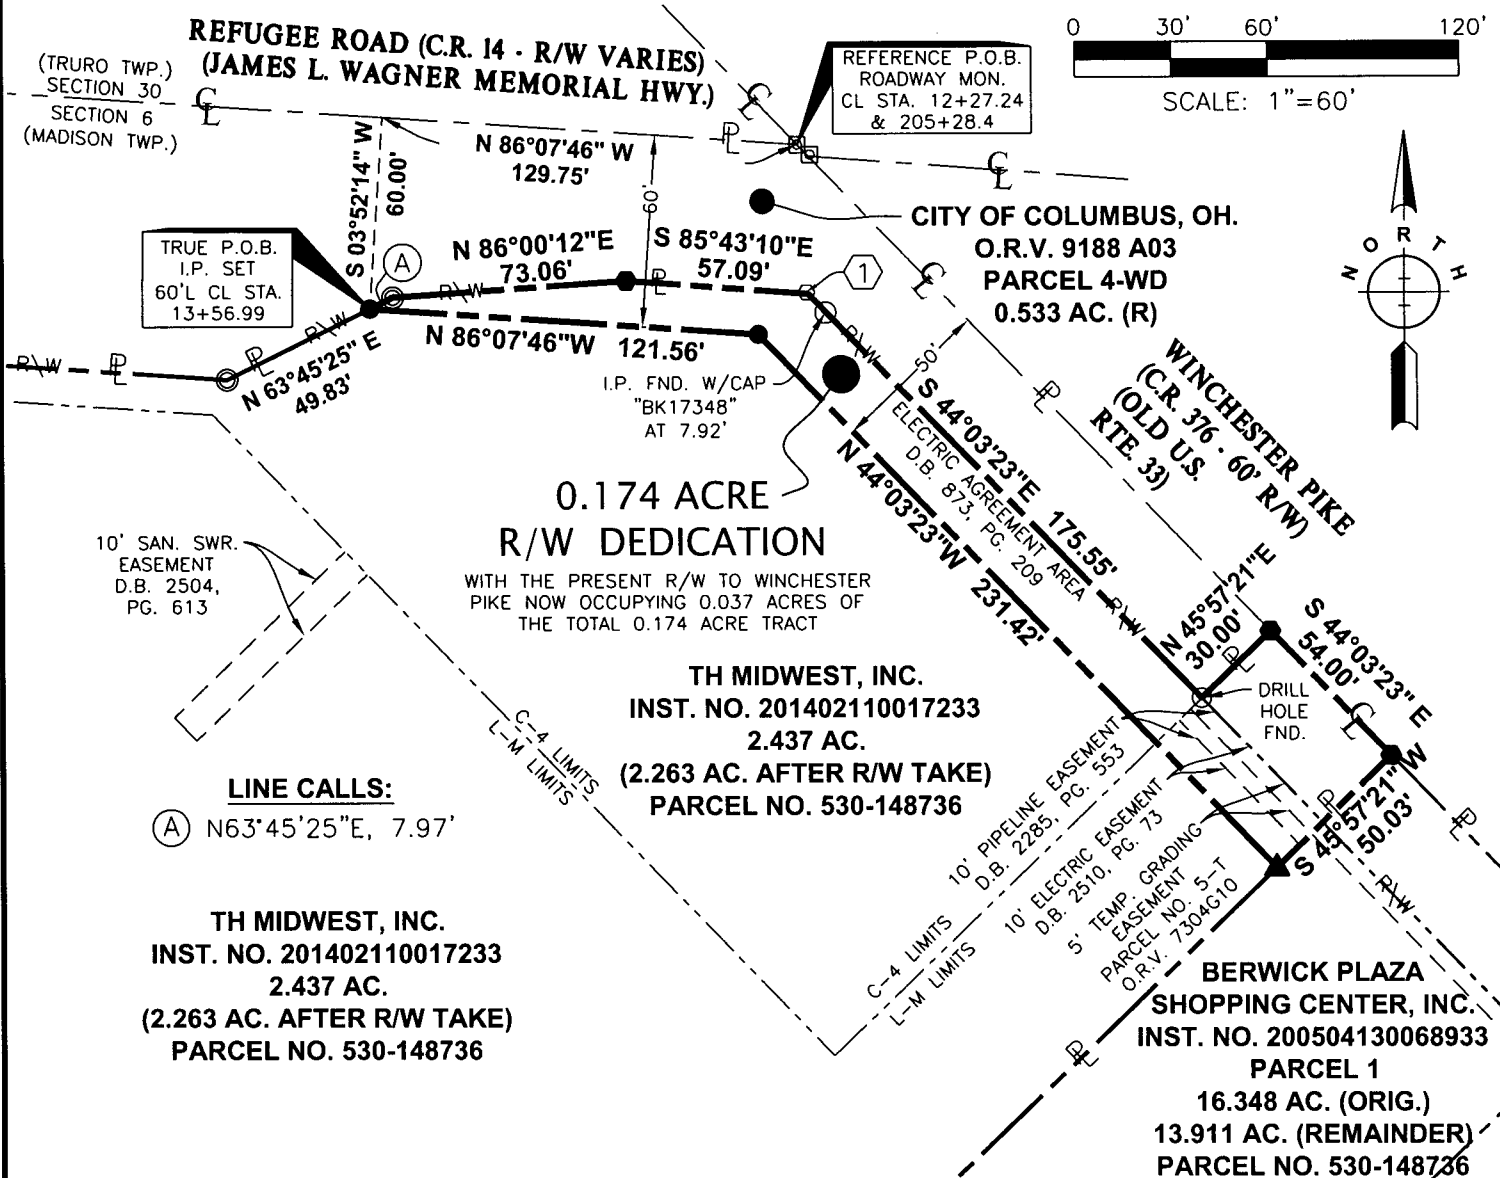 REFUGEE ROAD (C.R. 14 - R/W VARIES)
(JAMES L. WAGNER MEMORIAL HWY.)
(TRURO TWP.)
SECTION 30
SECTION 6
(MADISON TWP.)
REFERENCE P.O.B.
ROADWAY MON.
CL STA. 12+27.24
& 205+28.4
0 30' 60' 120'
SCALE: 1"=60'
NORTH
N 86°07'46" W
129.75'
S 03°52'14" W
60.00'
60'
TRUE P.O.B.
I.P. SET
60'L CL STA.
13+56.99
A
N 86°00'12"E
73.06'
S 85°43'10"E
57.09'
1
CITY OF COLUMBUS, OH.
O.R.V. 9188 A03
PARCEL 4-WD
0.533 AC. (R)
R\W
R\W
R\W
R\W
N 63°45'25" E
49.83'
N 86°07'46"W 121.56'
I.P. FND. W/CAP
"BK17348"
AT 7.92'
50'
S 44°03'23"E 175.55'
ELECTRIC AGREEMENT AREA
D.B. 873, PG. 209
N 44°03'23"W 231.42'
WINCHESTER PIKE
(C.R. 376 - 60' R/W)
(OLD U.S.
RTE. 33)
0.174 ACRE
R/W DEDICATION
WITH THE PRESENT R/W TO WINCHESTER
PIKE NOW OCCUPYING 0.037 ACRES OF
THE TOTAL 0.174 ACRE TRACT
10' SAN. SWR.
EASEMENT
D.B. 2504,
PG. 613
R\W
N 45°57'21"E
30.00'
S 44°03'23" E
54.00'
DRILL
HOLE
FND.
TH MIDWEST, INC.
INST. NO. 201402110017233
2.437 AC.
(2.263 AC. AFTER R/W TAKE)
PARCEL NO. 530-148736
C-4 LIMITS
L-M LIMITS
S 45°57'21" W
50.03'
R\W
10' PIPELINE EASEMENT
D.B. 2285, PG. 553
10' ELECTRIC EASEMENT
D.B. 2510, PG. 73
5' TEMP. GRADING
EASEMENT
PARCEL NO. 5-T
O.R.V. 7304G10
C-4 LIMITS
L-M LIMITS
LINE CALLS:
A N63°45'25"E, 7.97'
TH MIDWEST, INC.
INST. NO. 201402110017233
2.437 AC.
(2.263 AC. AFTER R/W TAKE)
PARCEL NO. 530-148736
BERWICK PLAZA
SHOPPING CENTER, INC.
INST. NO. 200504130068933
PARCEL 1
16.348 AC. (ORIG.)
13.911 AC. (REMAINDER)
PARCEL NO. 530-148736